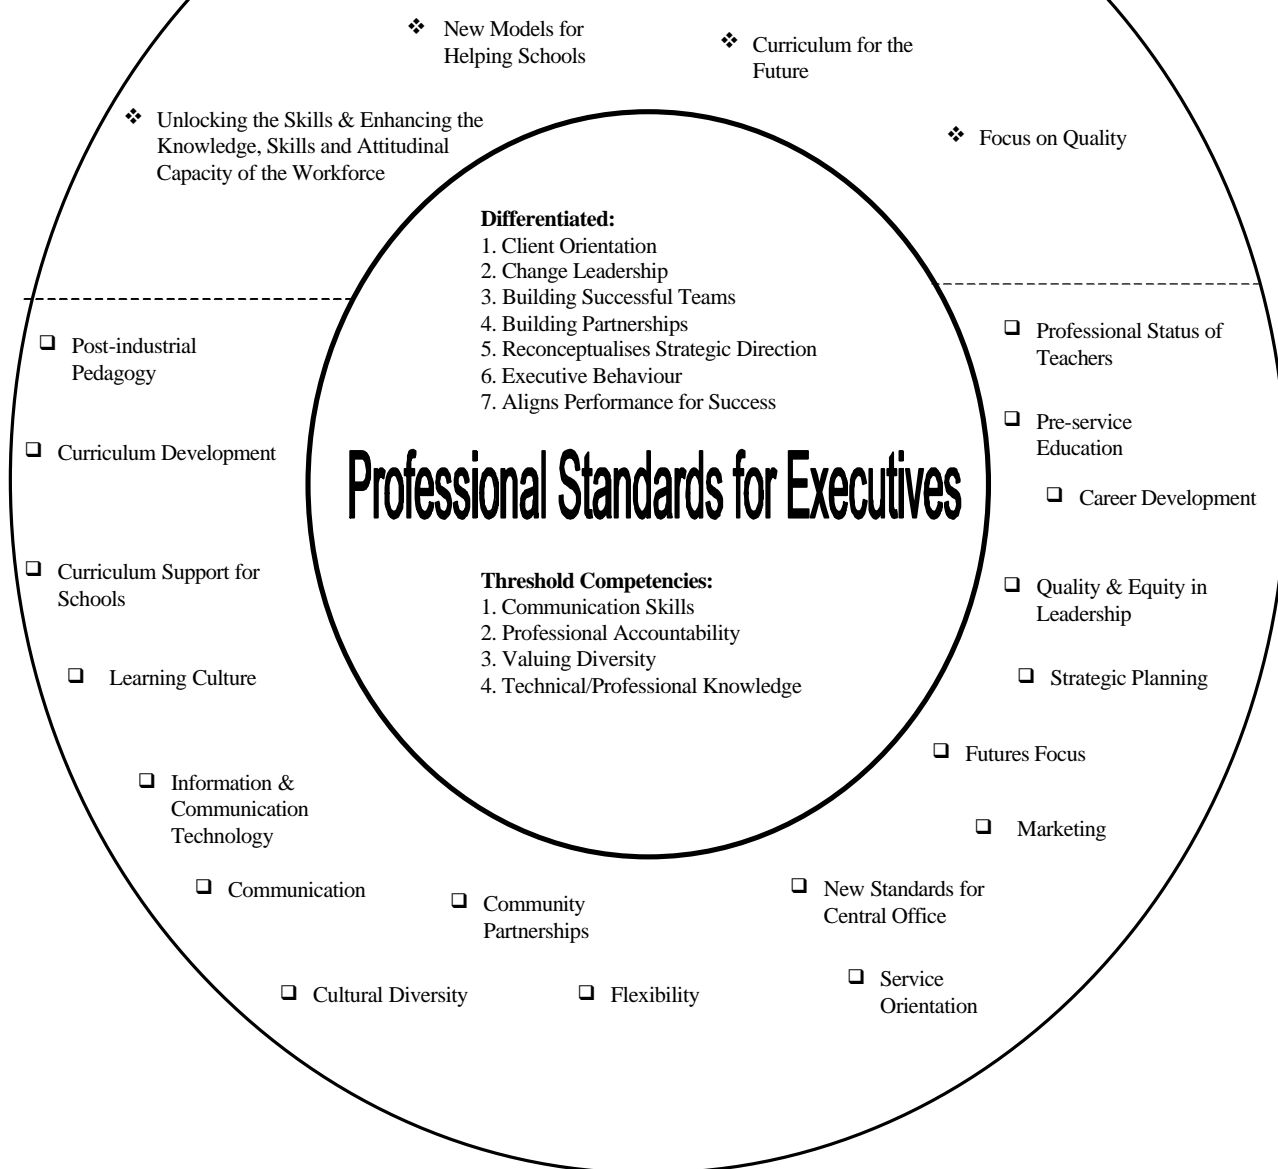 ❖ New Models for
Helping Schools
❖ Curriculum for the
Future
❖ Unlocking the Skills & Enhancing the
Knowledge, Skills and Attitudinal
Capacity of the Workforce
❖ Focus on Quality
Differentiated:
1. Client Orientation
2. Change Leadership
3. Building Successful Teams
4. Building Partnerships
5. Reconceptualises Strategic Direction
6. Executive Behaviour
7. Aligns Performance for Success
Professional Standards for Executives
Threshold Competencies:
1. Communication Skills
2. Professional Accountability
3. Valuing Diversity
4. Technical/Professional Knowledge
❑ Post-industrial
Pedagogy
❑ Curriculum Development
❑ Curriculum Support for
Schools
❑ Learning Culture
❑ Information &
Communication
Technology
❑ Communication
❑ Community
Partnerships
❑ Cultural Diversity
❑ Flexibility
❑ Professional Status of
Teachers
❑ Pre-service
Education
❑ Career Development
❑ Quality & Equity in
Leadership
❑ Strategic Planning
❑ Futures Focus
❑ Marketing
❑ New Standards for
Central Office
❑ Service
Orientation